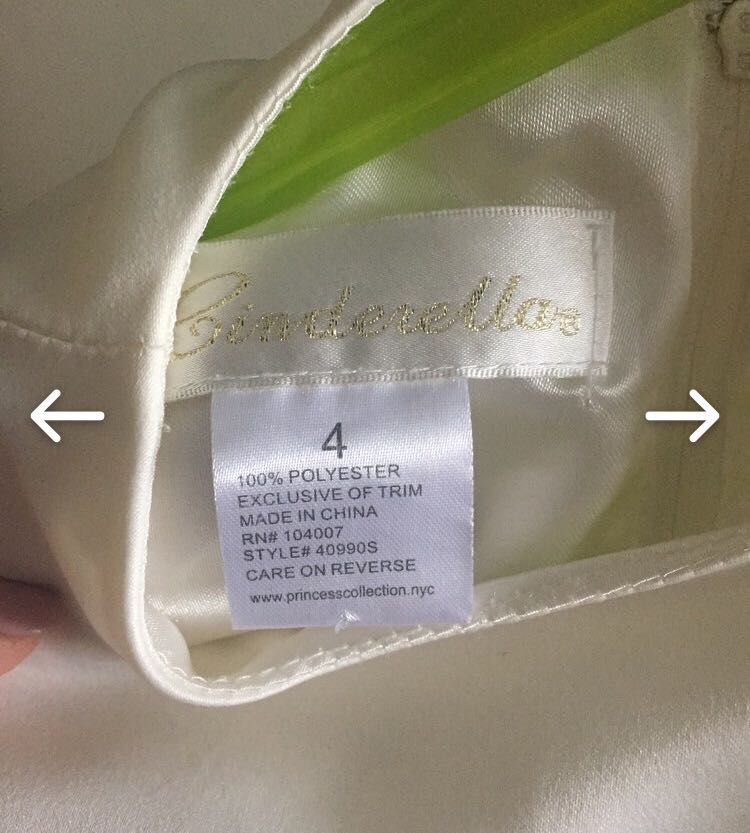 Cinderella®
4
100% POLYESTER
EXCLUSIVE OF TRIM
MADE IN CHINA
RN# 104007
STYLE# 40990S
CARE ON REVERSE
www.princesscollection.nyc